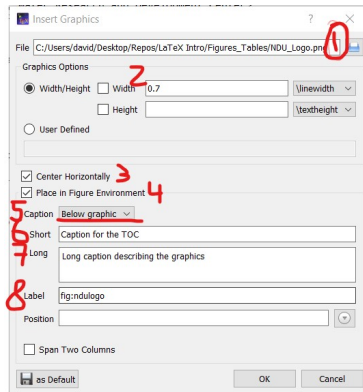 Insert Graphics ?
File C:/Users/david/Desktop/Repos/LaTeX Intro/Figures_Tables/NDU_Logo.pn 1
Graphics Options
2
Width/Height Width 0.7 \linewidth
Height \textheight
User Defined
Center Horizontally 3
Place in Figure Environment 4
5 Caption Below graphic
6 Short Caption for the TOC
7 Long Long caption describing the graphics
8 Label fig:ndulogo
Position
Span Two Columns
as Default OK Cancel